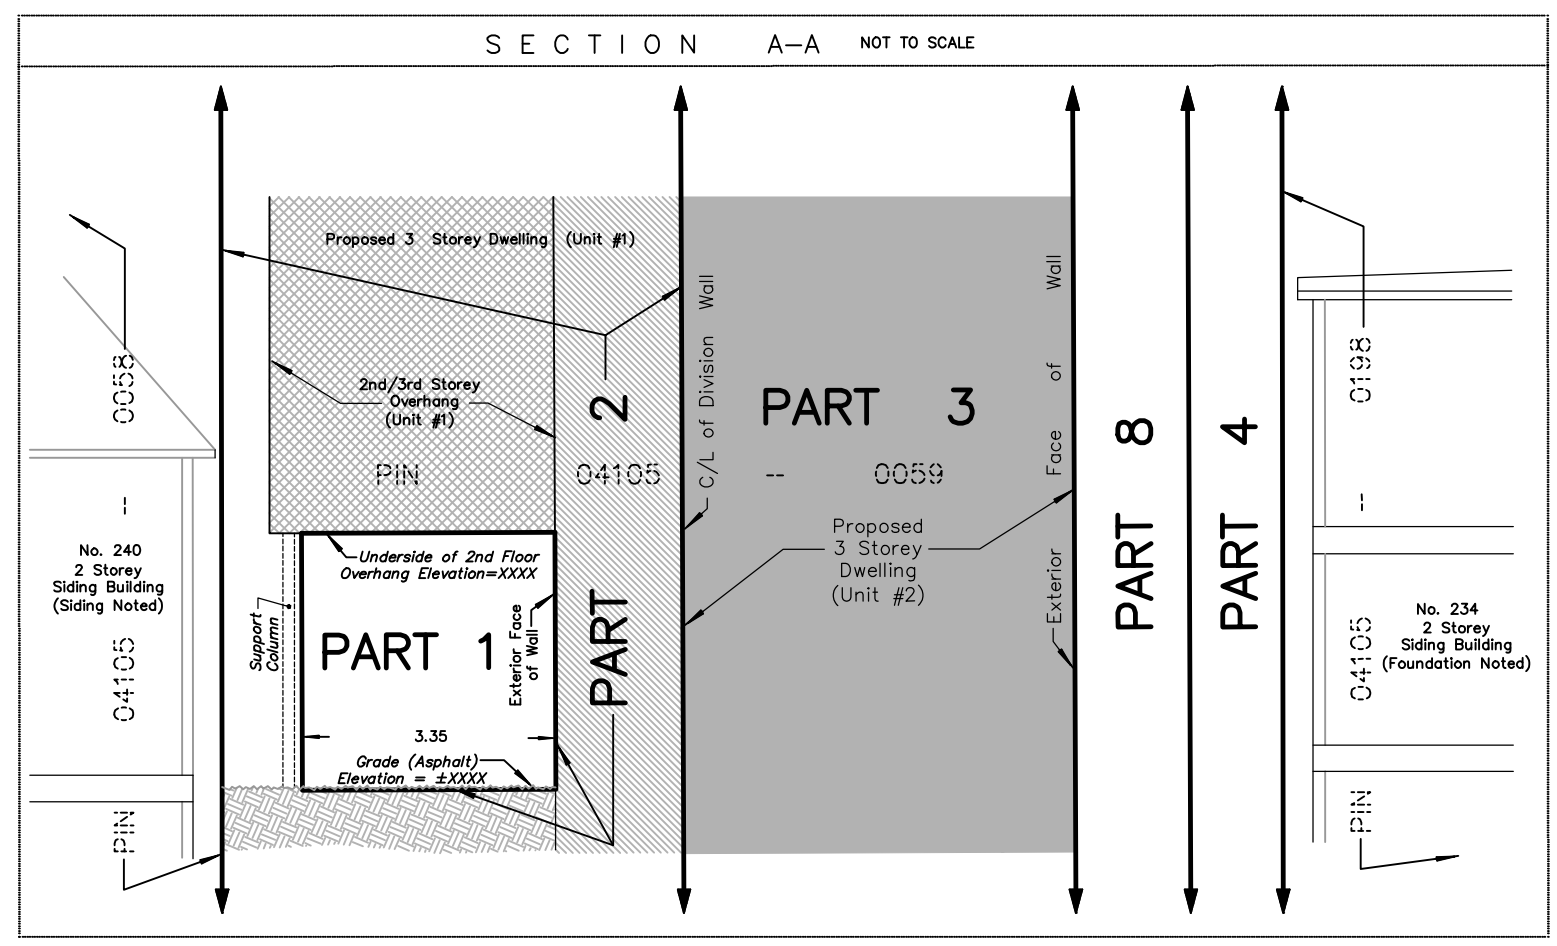 SECTION A-A NOT TO SCALE
Proposed 3 Storey Dwelling (Unit #1)
0058
--
04105
PIN
No. 240
2 Storey
Siding Building
(Siding Noted)
2nd/3rd Storey
Overhang
(Unit #1)
PIN 04105 -- 0059
Underside of 2nd Floor
Overhang Elevation=XXXX
Support
Column
PART 1
Exterior Face
of Wall
3.35
Grade (Asphalt)
Elevation = ±XXXX
PART 2
C/L of Division Wall
PART 3
Proposed
3 Storey
Dwelling
(Unit #2)
Exterior Face of Wall
PART 8
PART 4
0198
--
04105
PIN
No. 234
2 Storey
Siding Building
(Foundation Noted)